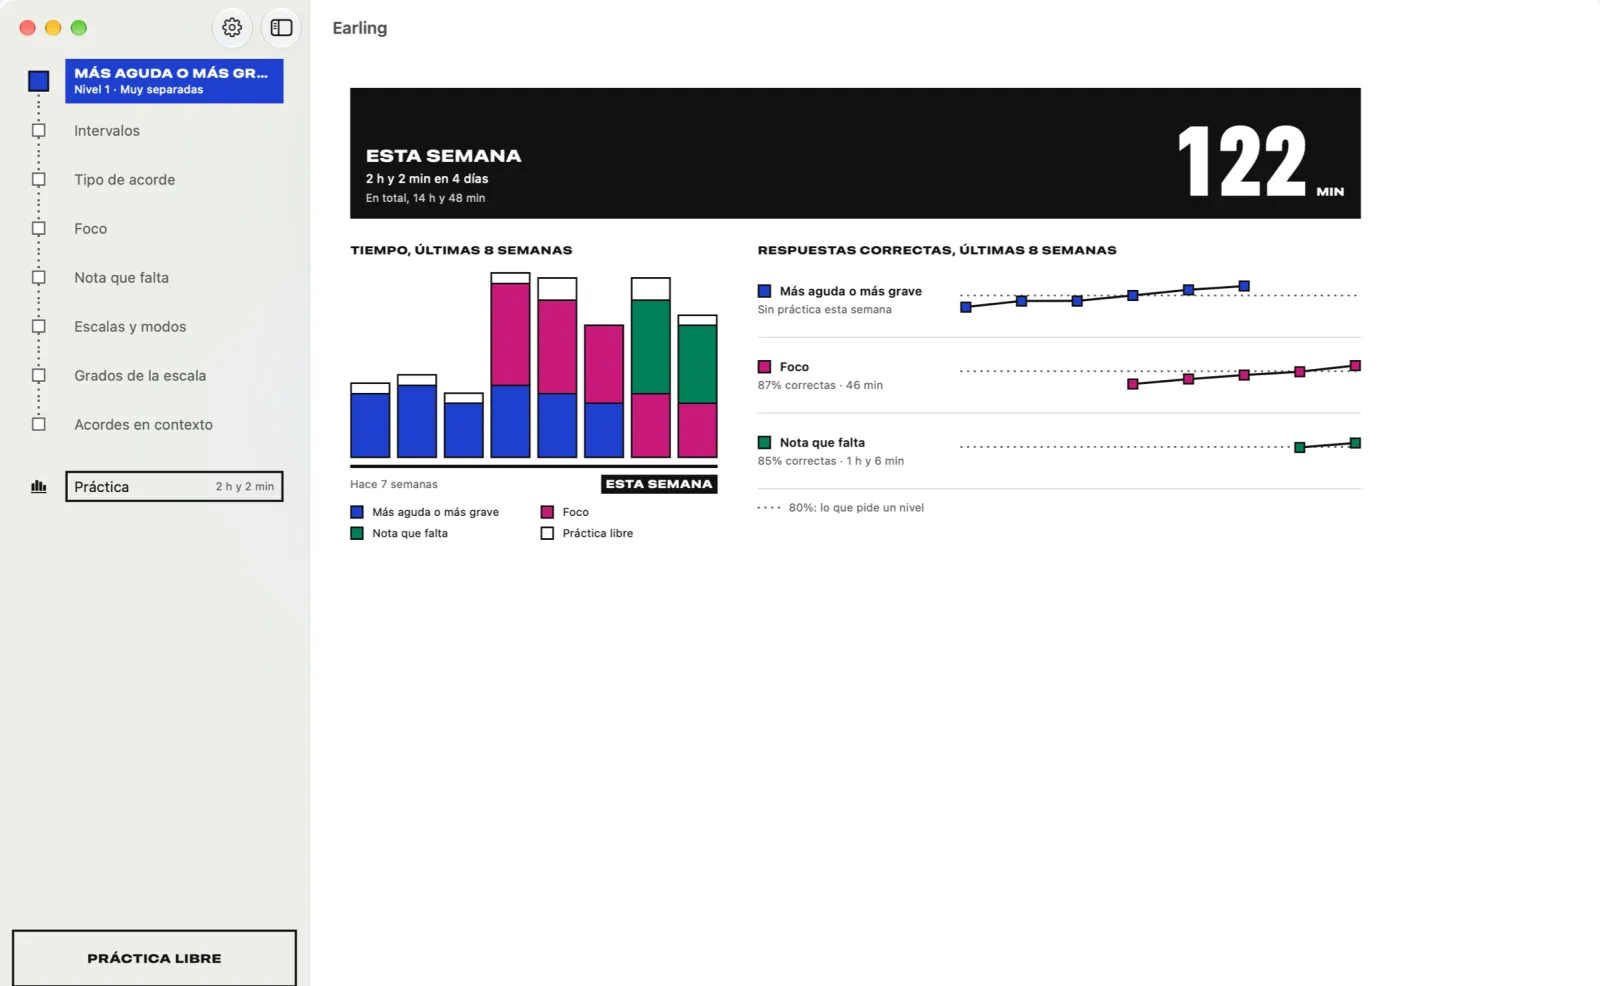 Earling
MÁS AGUDA O MÁS GR...
Nivel 1 · Muy separadas
Intervalos
Tipo de acorde
Foco
Nota que falta
Escalas y modos
Grados de la escala
Acordes en contexto
Práctica 2 h y 2 min
PRÁCTICA LIBRE
ESTA SEMANA
2 h y 2 min en 4 días
En total, 14 h y 48 min
122 MIN
TIEMPO, ÚLTIMAS 8 SEMANAS
Hace 7 semanas
ESTA SEMANA
Más aguda o más grave
Foco
Nota que falta
Práctica libre
RESPUESTAS CORRECTAS, ÚLTIMAS 8 SEMANAS
Más aguda o más grave
Sin práctica esta semana
Foco
87% correctas · 46 min
Nota que falta
85% correctas · 1 h y 6 min
80%: lo que pide un nivel